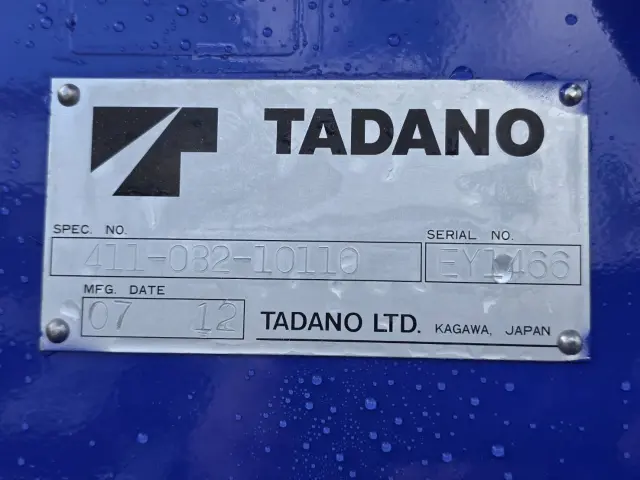 TADANO
SPEC. NO. SERIAL NO.
411-082-10110 EY1466
MFG. DATE
07 12 TADANO LTD. KAGAWA, JAPAN